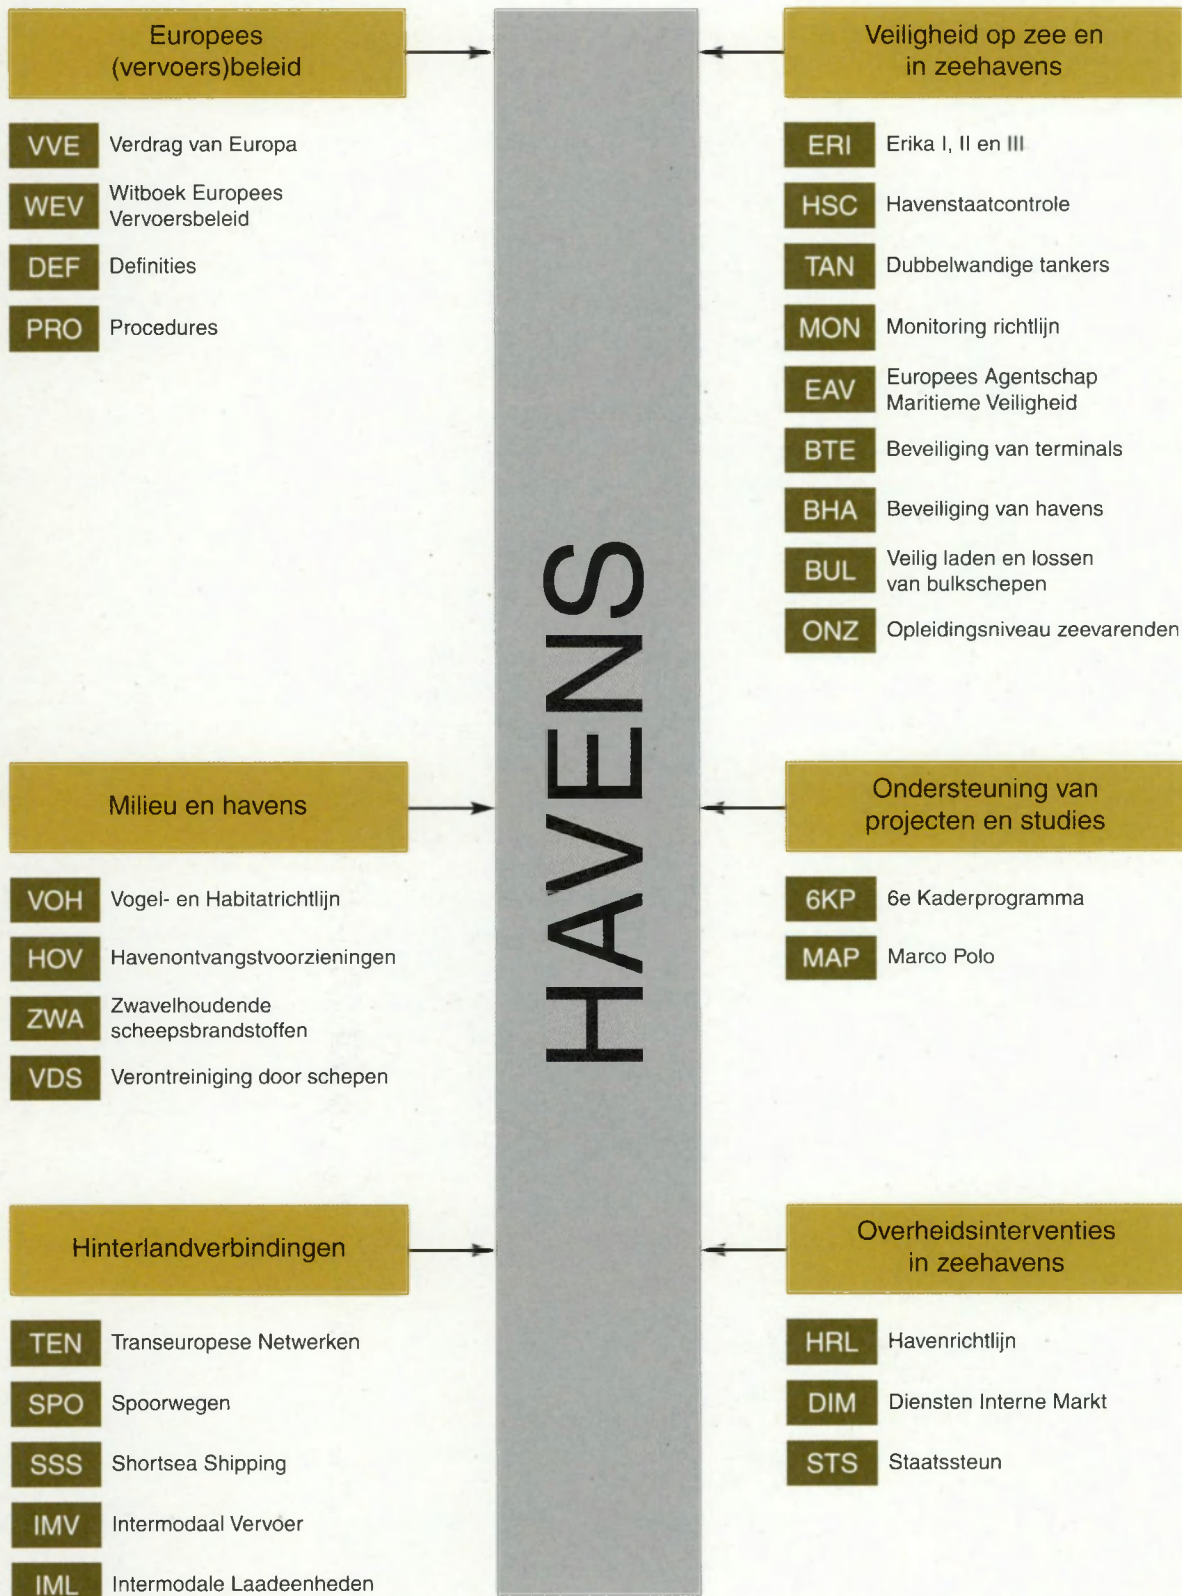 Europees
(vervoers)beleid
VVE Verdrag van Europa
WEV Witboek Europees
Vervoersbeleid
DEF Definities
PRO Procedures
Milieu en havens
VOH Vogel- en Habitatrichtlijn
HOV Havenontvangstvoorzieningen
ZWA Zwavelhoudende
scheepsbrandstoffen
VDS Verontreiniging door schepen
Hinterlandverbindingen
TEN Transeuropese Netwerken
SPO Spoorwegen
SSS Shortsea Shipping
IMV Intermodaal Vervoer
IML Intermodale Laadeenheden
HAVENS
Veiligheid op zee en
in zeehavens
ERI Erika I, II en III
HSC Havenstaatcontrole
TAN Dubbelwandige tankers
MON Monitoring richtlijn
EAV Europees Agentschap
Maritieme Veiligheid
BTE Beveiliging van terminals
BHA Beveiliging van havens
BUL Veilig laden en lossen
van bulkschepen
ONZ Opleidingsniveau zeevarenden
Ondersteuning van
projecten en studies
6KP 6e Kaderprogramma
MAP Marco Polo
Overheidsinterventies
in zeehavens
HRL Havenrichtlijn
DIM Diensten Interne Markt
STS Staatssteun